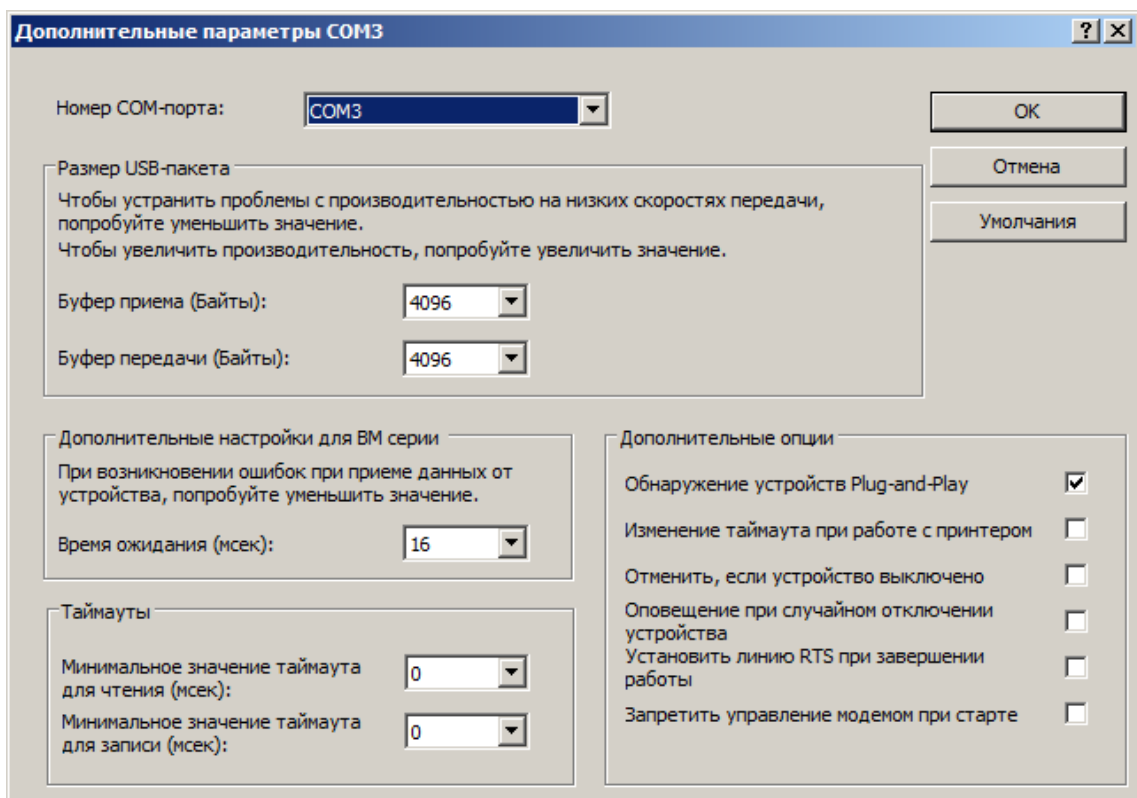 Дополнительные параметры COM3
Номер COM-порта:
COM3
OK
Отмена
Умолчания
Размер USB-пакета
Чтобы устранить проблемы с производительностью на низких скоростях передачи,
попробуйте уменьшить значение.
Чтобы увеличить производительность, попробуйте увеличить значение.
Буфер приема (Байты):
4096
Буфер передачи (Байты):
4096
Дополнительные настройки для ВМ серии
При возникновении ошибок при приеме данных от
устройства, попробуйте уменьшить значение.
Время ожидания (мсек):
16
Таймауты
Минимальное значение таймаута
для чтения (мсек):
0
Минимальное значение таймаута
для записи (мсек):
0
Дополнительные опции
Обнаружение устройств Plug-and-Play
Изменение таймаута при работе с принтером
Отменить, если устройство выключено
Оповещение при случайном отключении
устройства
Установить линию RTS при завершении
работы
Запретить управление модемом при старте